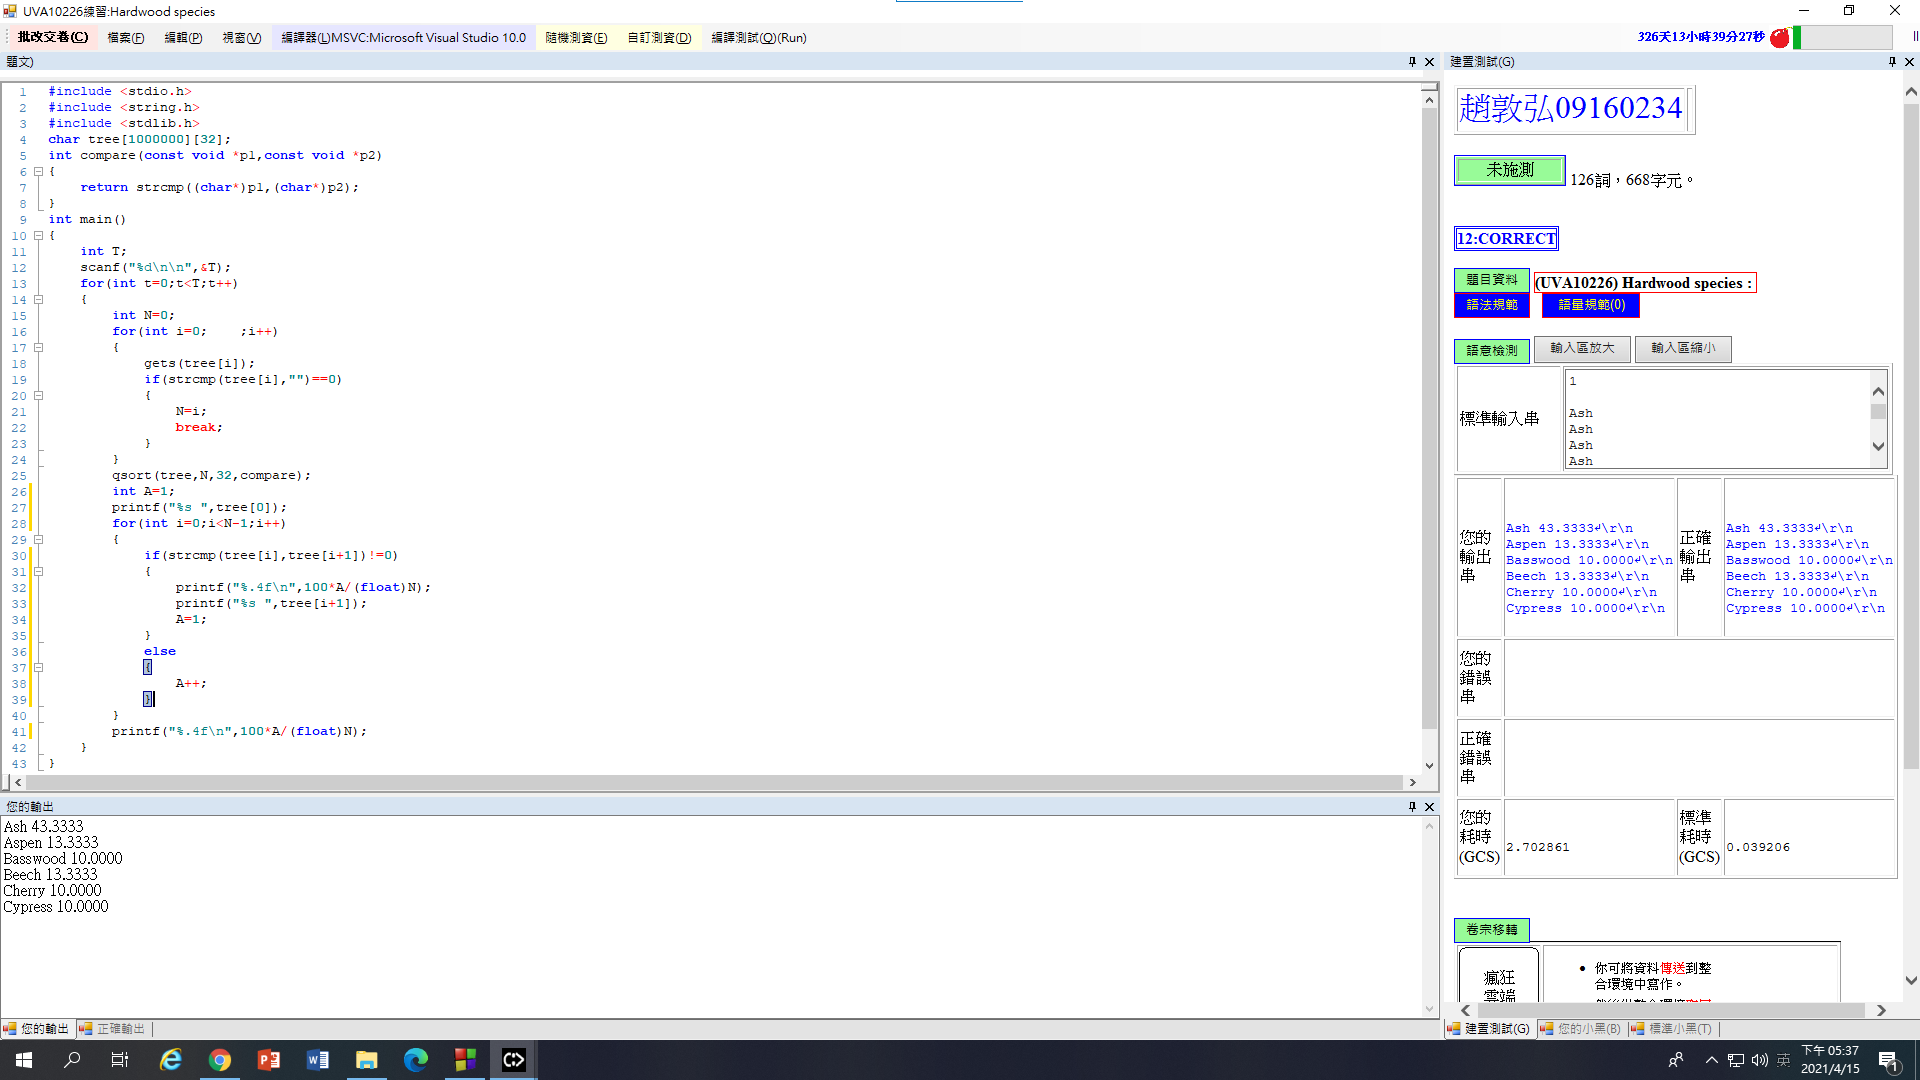 UVA10226練習:Hardwood species
批改交卷(C) 檔案(F) 編輯(P) 視窗(V) 編譯器(L)MSVC:Microsoft Visual Studio 10.0 隨機測資(E) 自訂測資(D) 編譯測試(Q)(Run)
326天13小時39分27秒
題文)
1 #include <stdio.h>
2 #include <string.h>
3 #include <stdlib.h>
4 char tree[1000000][32];
5 int compare(const void *p1,const void *p2)
6 {
7 return strcmp((char*)p1,(char*)p2);
8 }
9 int main()
10 {
11 int T;
12 scanf("%d\n\n",&T);
13 for(int t=0;t<T;t++)
14 {
15 int N=0;
16 for(int i=0; ;i++)
17 {
18 gets(tree[i]);
19 if(strcmp(tree[i],"")==0)
20 {
21 N=i;
22 break;
23 }
24 }
25 qsort(tree,N,32,compare);
26 int A=1;
27 printf("%s ",tree[0]);
28 for(int i=0;i<N-1;i++)
29 {
30 if(strcmp(tree[i],tree[i+1])!=0)
31 {
32 printf("%.4f\n",100*A/(float)N);
33 printf("%s ",tree[i+1]);
34 A=1;
35 }
36 else
37 {
38 A++;
39 }
40 }
41 printf("%.4f\n",100*A/(float)N);
42 }
43 }
您的輸出
Ash 43.3333
Aspen 13.3333
Basswood 10.0000
Beech 13.3333
Cherry 10.0000
Cypress 10.0000
您的輸出 正確輸出
建置測試(G)
趙敦弘09160234
未施測 126詞，668字元。
12:CORRECT
題目資料 (UVA10226) Hardwood species :
語法規範 語量規範(0)
語意檢測 輸入區放大 輸入區縮小
標準輸入串
1
Ash
Ash
Ash
Ash
您的輸出串
Ash 43.3333↲\r\n
Aspen 13.3333↲\r\n
Basswood 10.0000↲\r\n
Beech 13.3333↲\r\n
Cherry 10.0000↲\r\n
Cypress 10.0000↲\r\n
正確輸出串
Ash 43.3333↲\r\n
Aspen 13.3333↲\r\n
Basswood 10.0000↲\r\n
Beech 13.3333↲\r\n
Cherry 10.0000↲\r\n
Cypress 10.0000↲\r\n
您的錯誤串
正確錯誤串
您的耗時(GCS) 2.702861 標準耗時(GCS) 0.039206
卷宗移轉
瘋狂
雲端
• 你可將資料傳送到整
合環境中寫作。
建置測試(G) 您的小黑(B) 標準小黑(T)
英
下午 05:37
2021/4/15
1